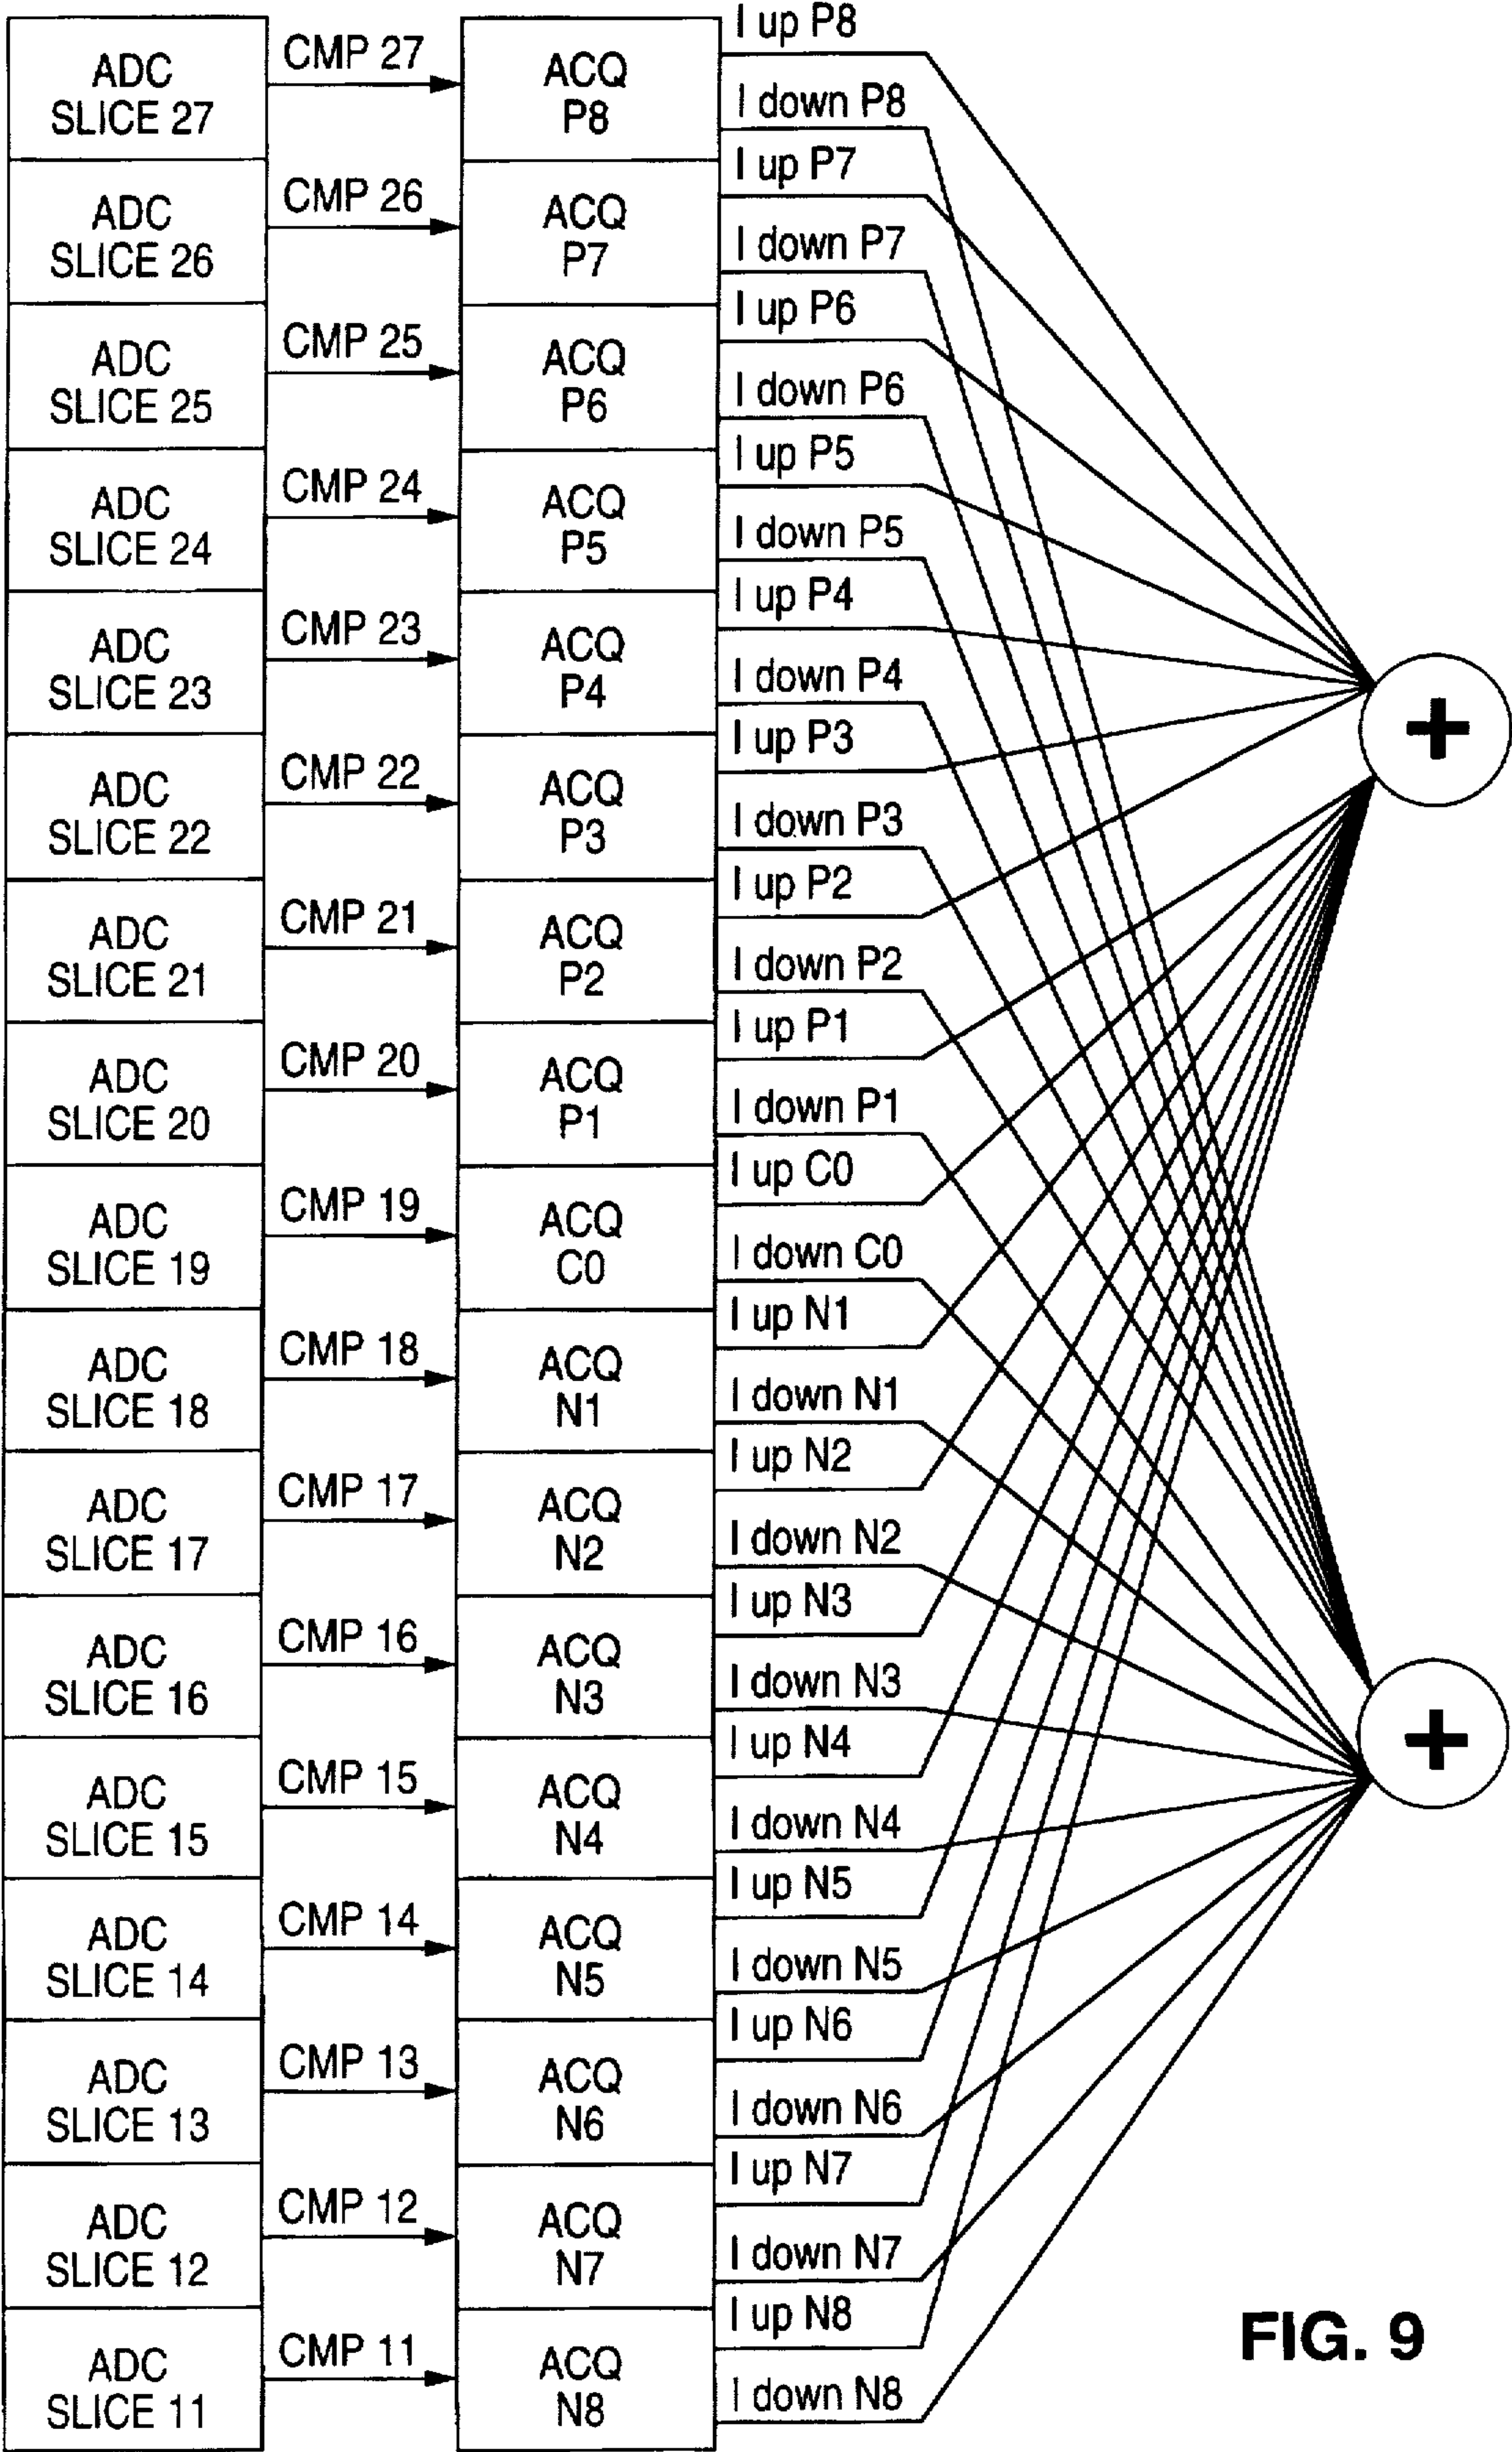 ADC
SLICE 27
CMP 27
ACQ
P8
I up P8
I down P8
ADC
SLICE 26
CMP 26
ACQ
P7
I up P7
I down P7
ADC
SLICE 25
CMP 25
ACQ
P6
I up P6
I down P6
ADC
SLICE 24
CMP 24
ACQ
P5
I up P5
I down P5
ADC
SLICE 23
CMP 23
ACQ
P4
I up P4
I down P4
ADC
SLICE 22
CMP 22
ACQ
P3
I up P3
I down P3
ADC
SLICE 21
CMP 21
ACQ
P2
I up P2
I down P2
ADC
SLICE 20
CMP 20
ACQ
P1
I up P1
I down P1
ADC
SLICE 19
CMP 19
ACQ
C0
I up C0
I down C0
ADC
SLICE 18
CMP 18
ACQ
N1
I up N1
I down N1
ADC
SLICE 17
CMP 17
ACQ
N2
I up N2
I down N2
ADC
SLICE 16
CMP 16
ACQ
N3
I up N3
I down N3
ADC
SLICE 15
CMP 15
ACQ
N4
I up N4
I down N4
ADC
SLICE 14
CMP 14
ACQ
N5
I up N5
I down N5
ADC
SLICE 13
CMP 13
ACQ
N6
I up N6
I down N6
ADC
SLICE 12
CMP 12
ACQ
N7
I up N7
I down N7
ADC
SLICE 11
CMP 11
ACQ
N8
I up N8
I down N8
+
+
FIG. 9